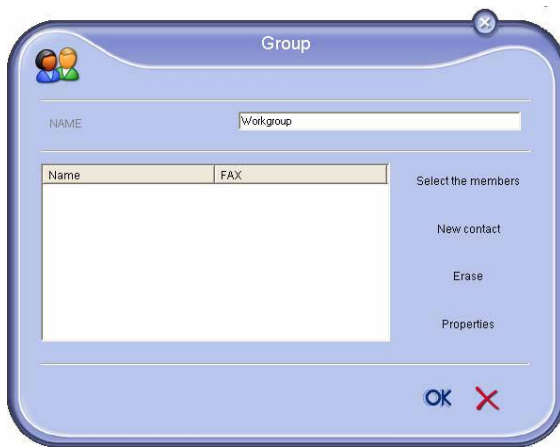 Group
NAME
Workgroup
Name
FAX
Select the members
New contact
Erase
Properties
OK